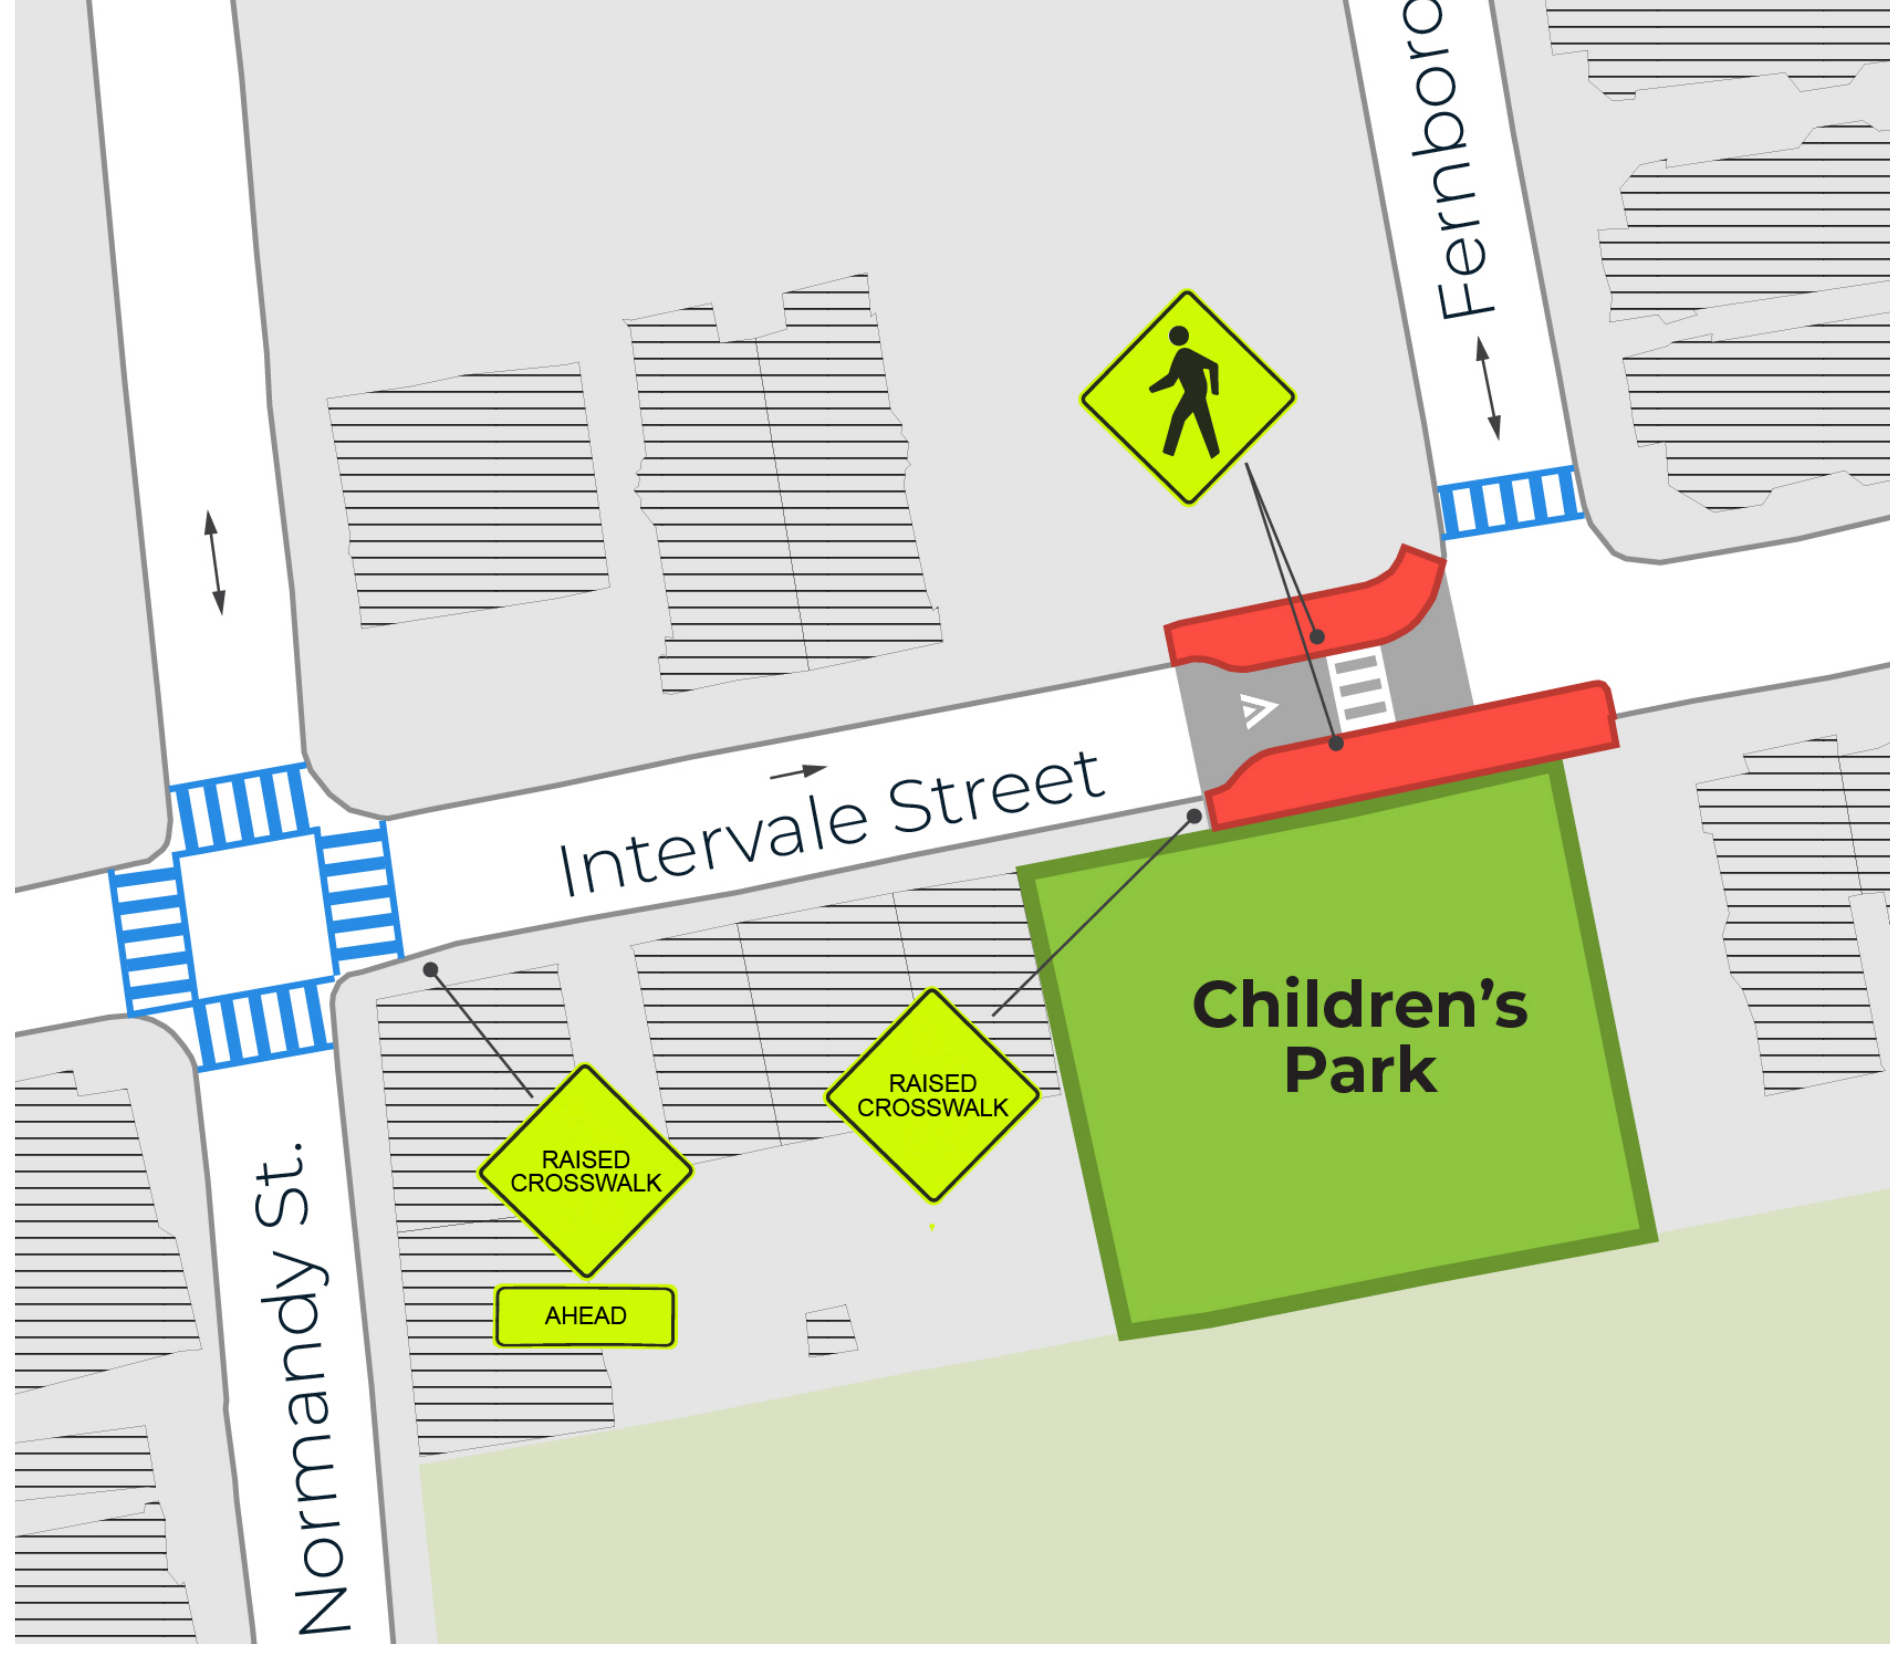 Fernboro
Intervale Street
Children’s
Park
RAISED
CROSSWALK
RAISED
CROSSWALK
AHEAD
Normandy St.